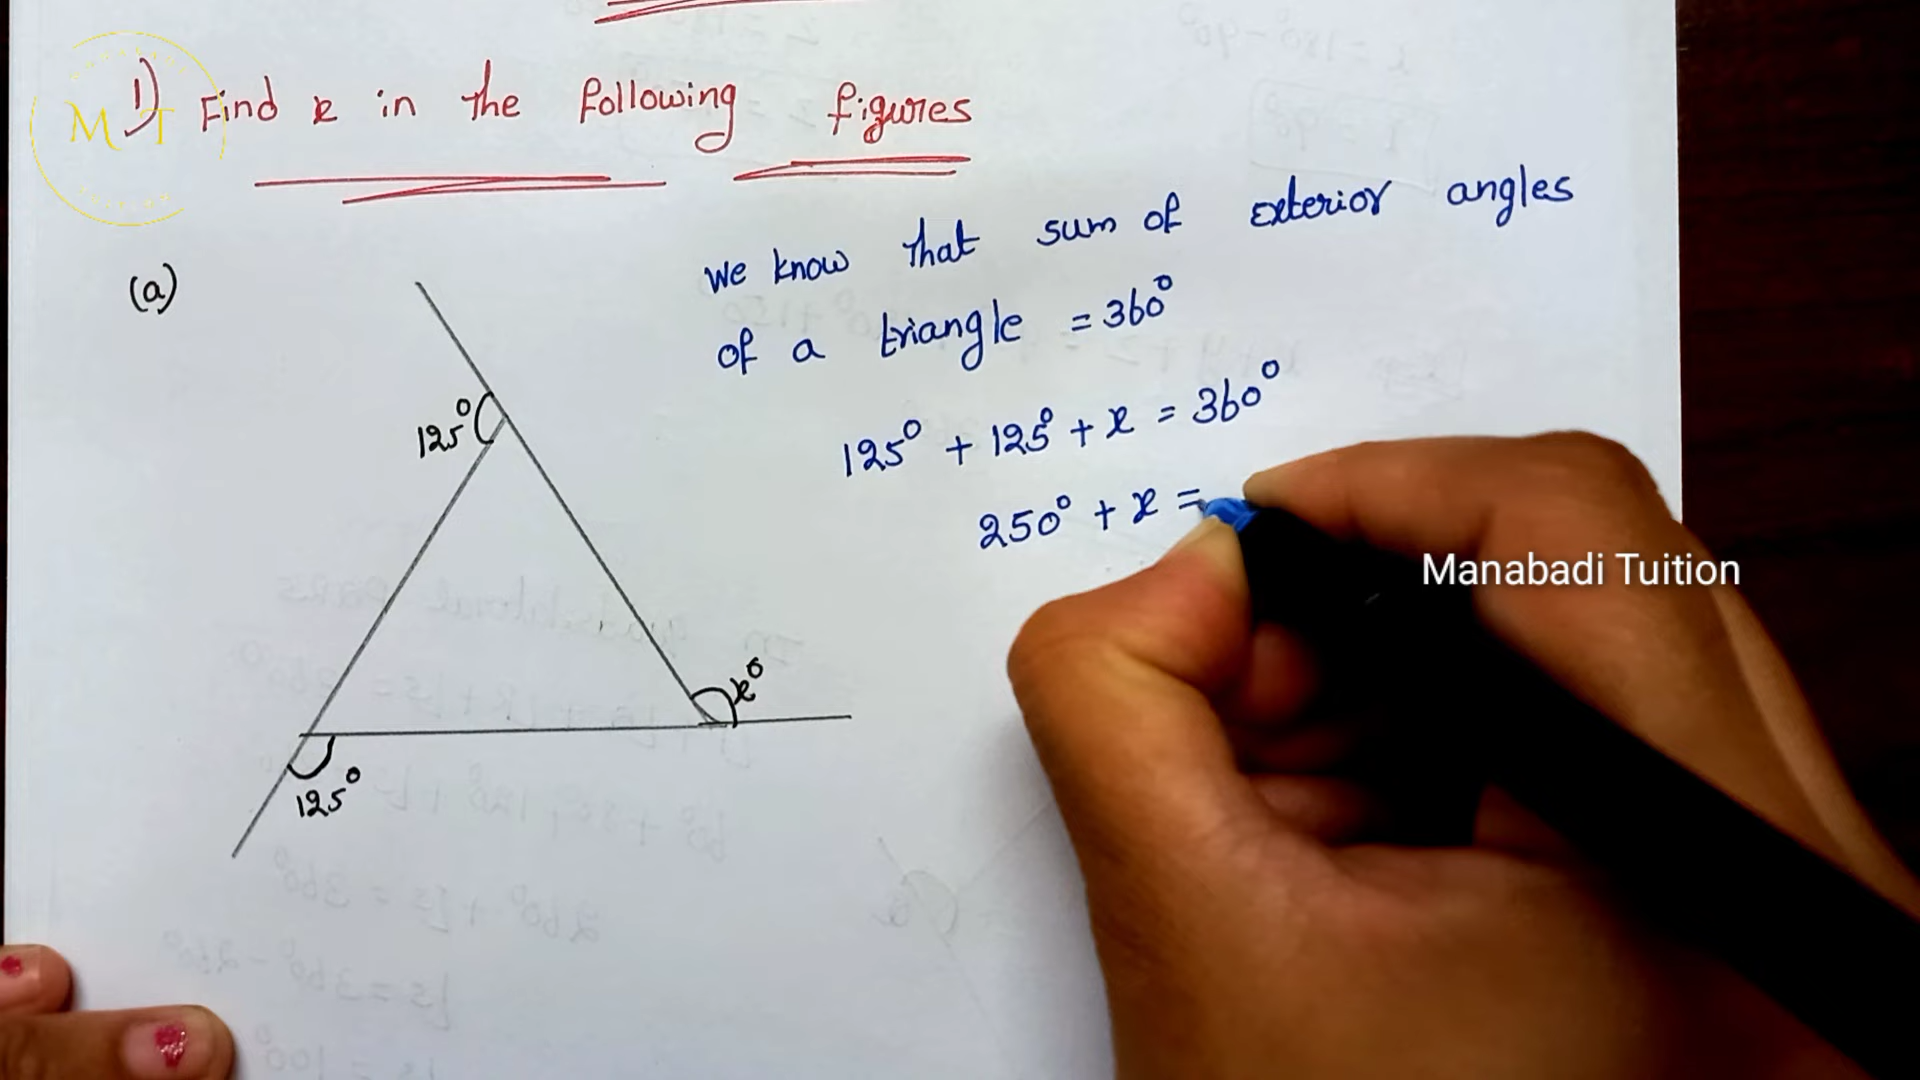 1) Find x in the following figures
M T
(a)
We know that sum of exterior angles
of a triangle = 360°
125° + 125° + x = 360°
250° + x =
125°
x°
125°
Manabadi Tuition